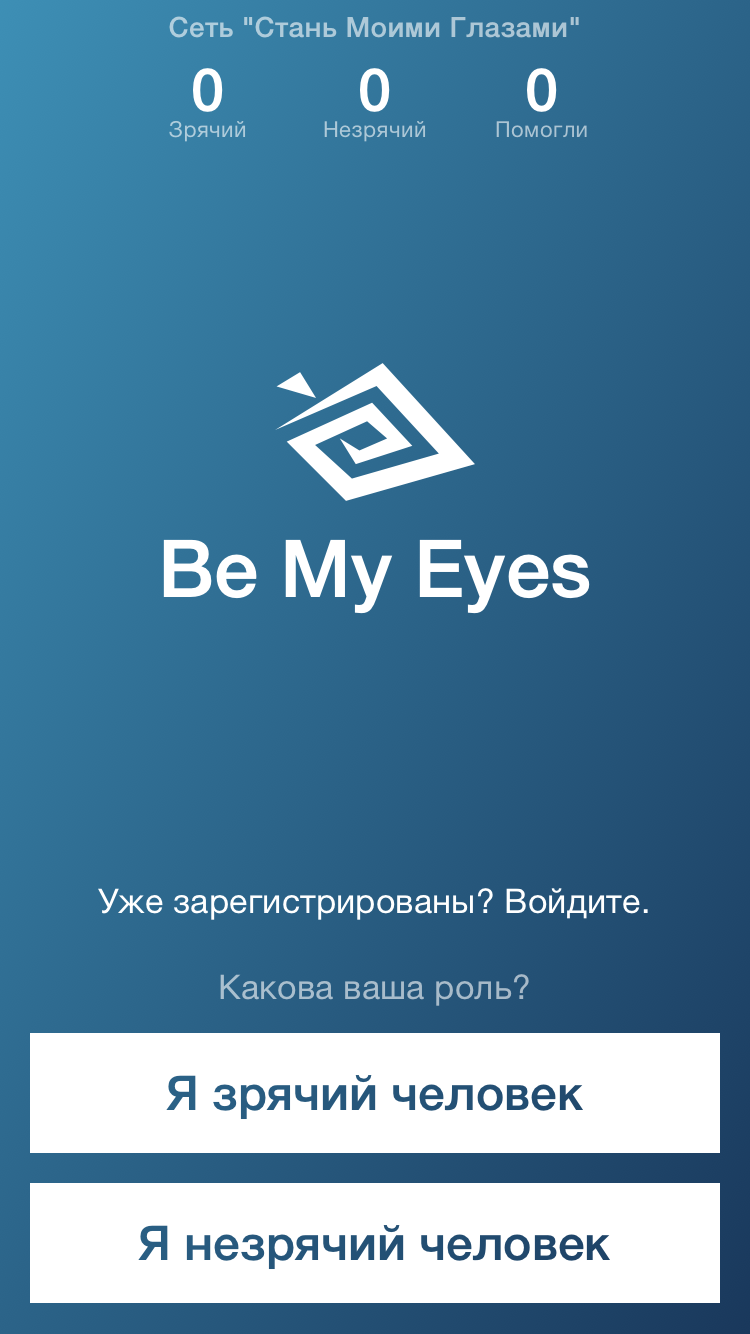 Сеть "Стань Моими Глазами"
0 0 0
Зрячий Незрячий Помогли
Be My Eyes
Уже зарегистрированы? Войдите.
Какова ваша роль?
Я зрячий человек
Я незрячий человек